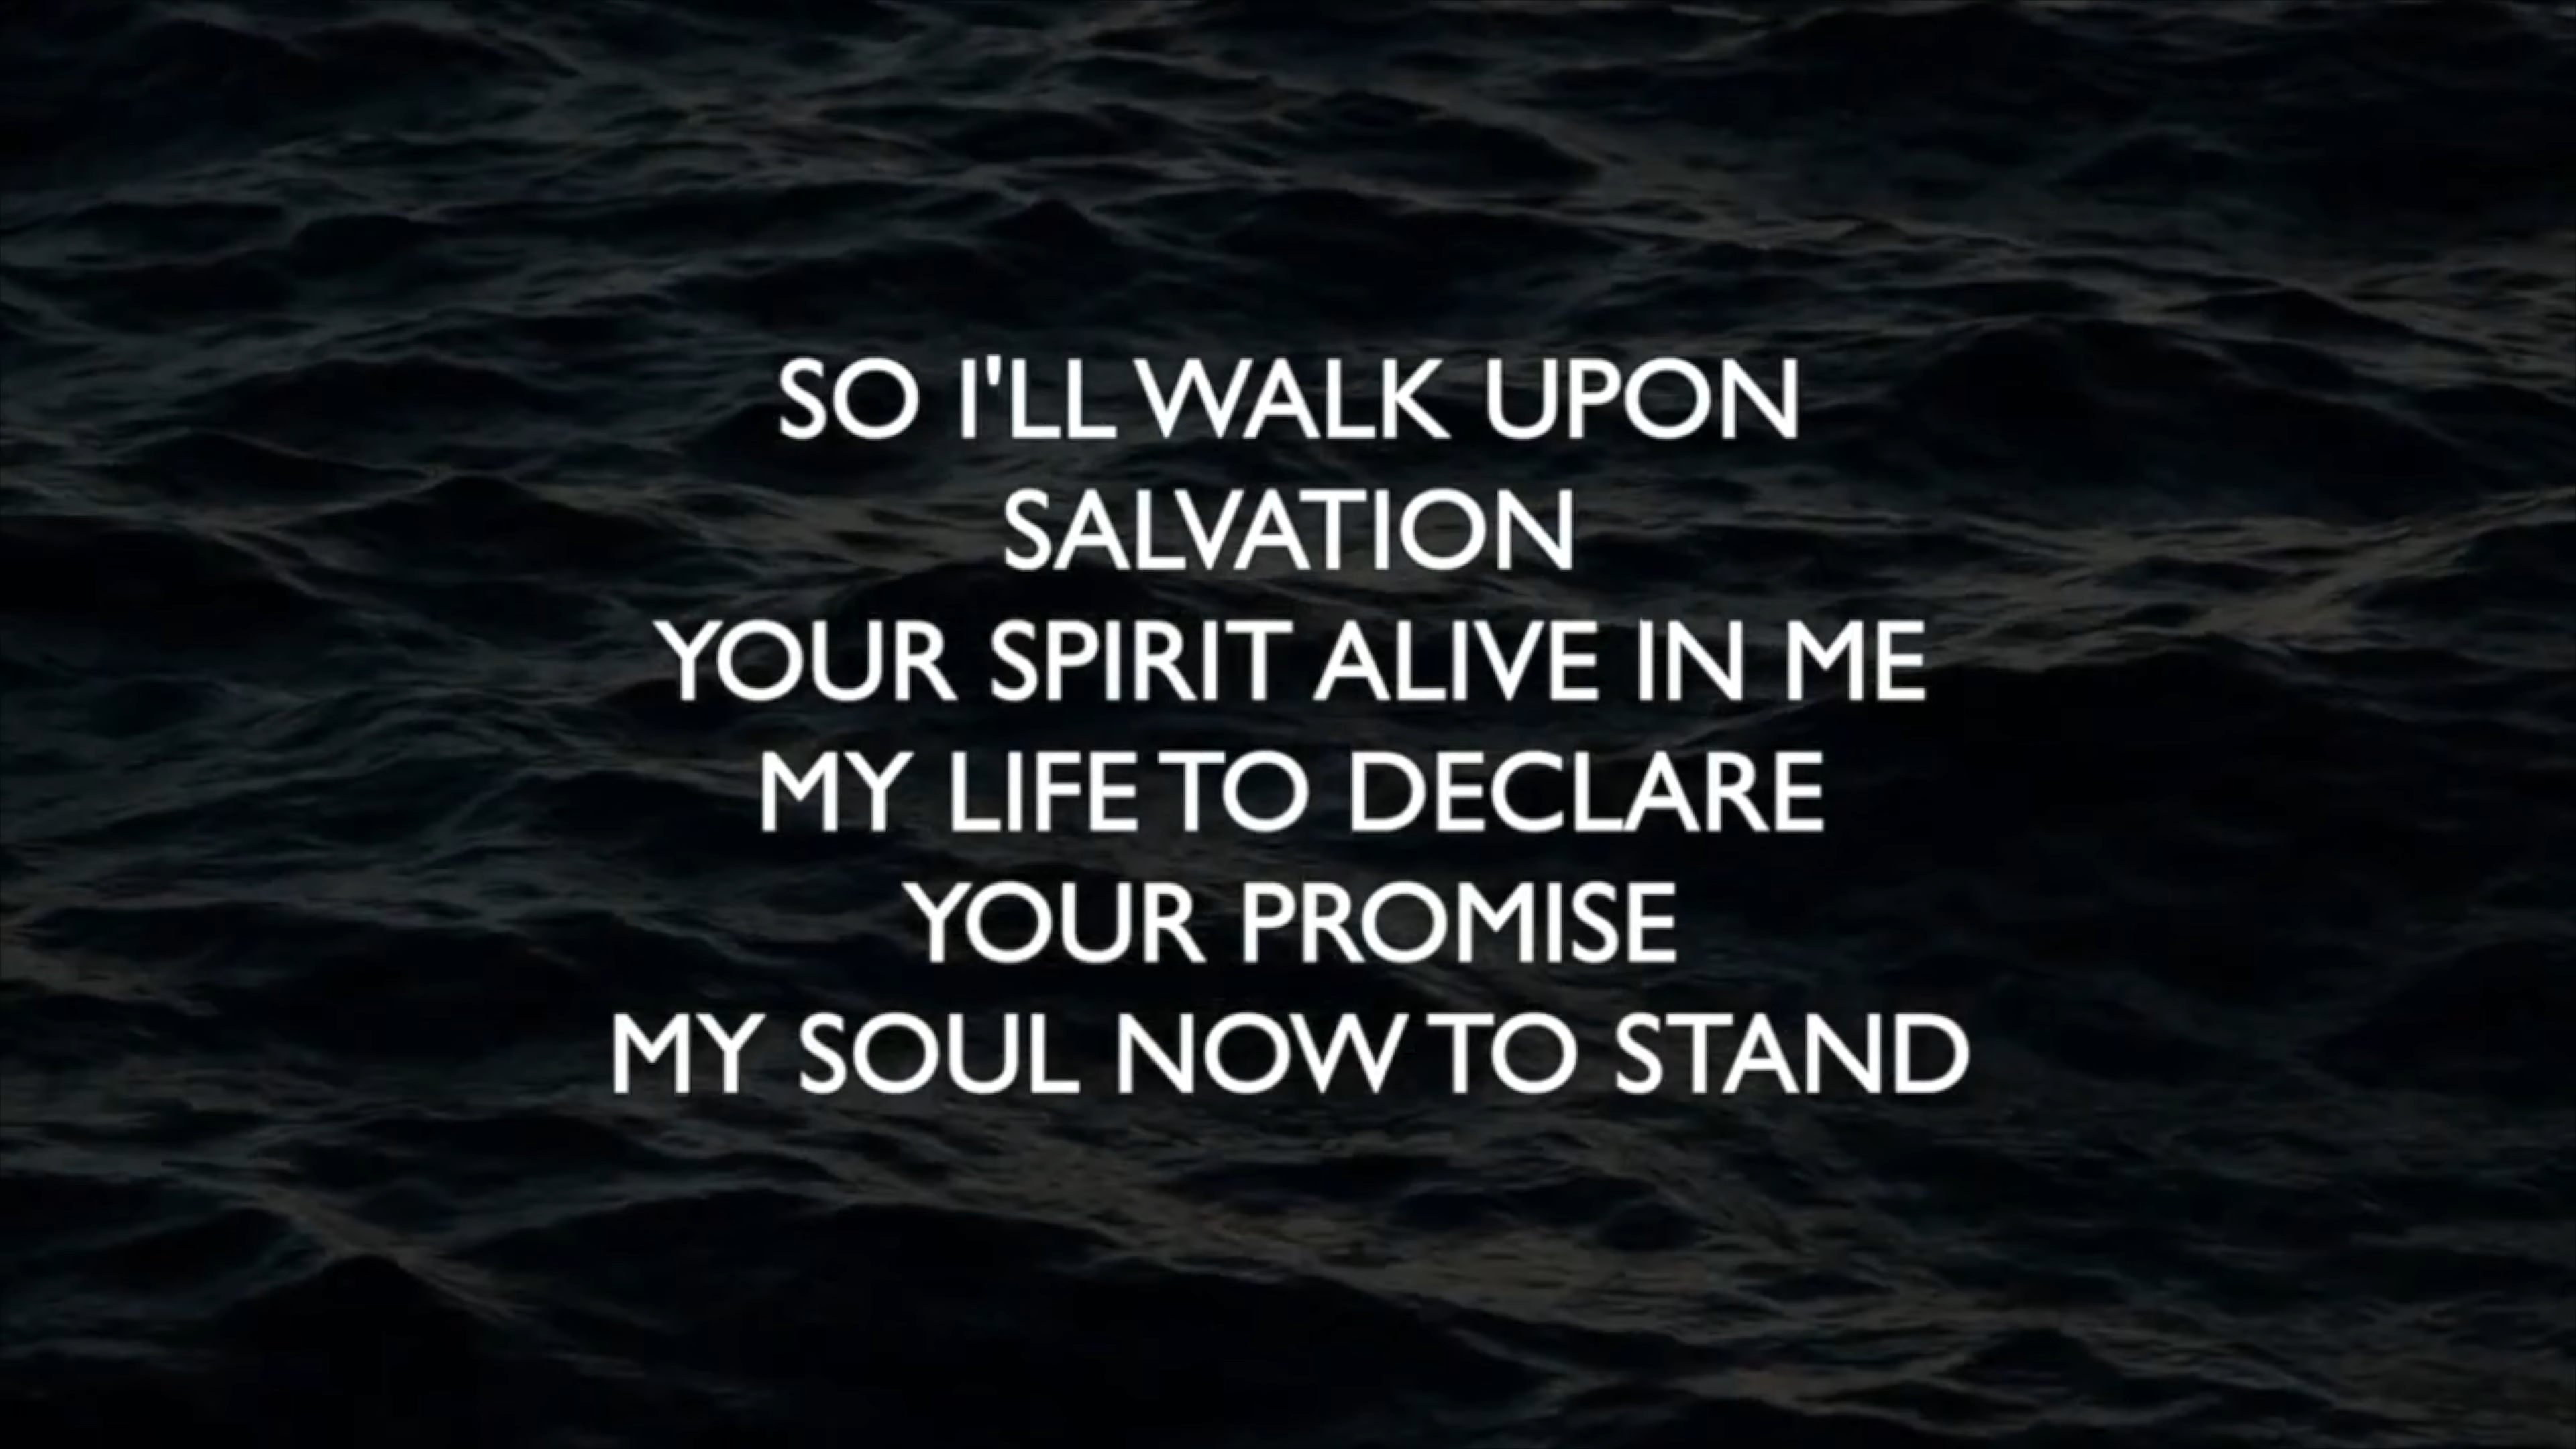 SO I'LL WALK UPON
SALVATION
YOUR SPIRIT ALIVE IN ME
MY LIFE TO DECLARE
YOUR PROMISE
MY SOUL NOW TO STAND